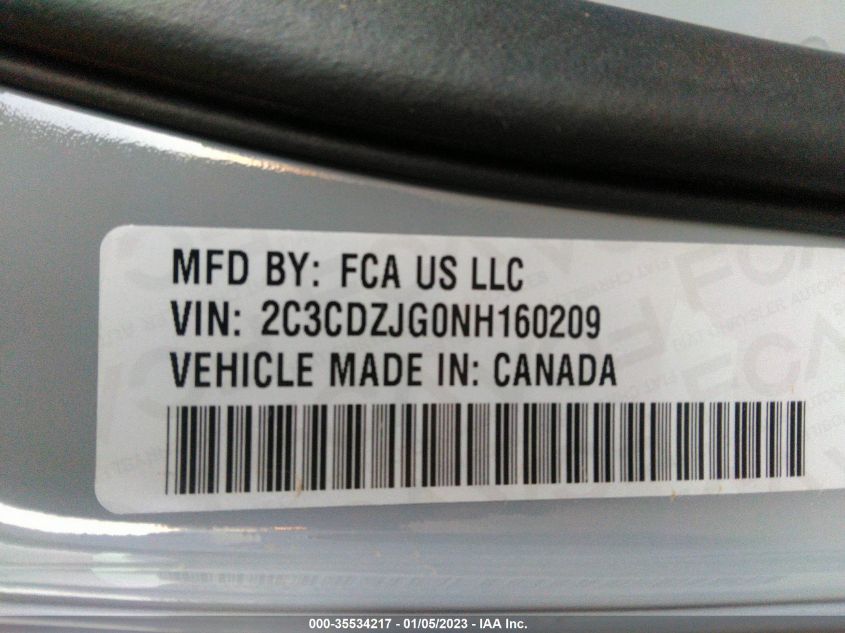 MFD BY: FCA US LLC
VIN: 2C3CDZJG0NH160209
VEHICLE MADE IN: CANADA
000-35534217 - 01/05/2023 - IAA Inc.